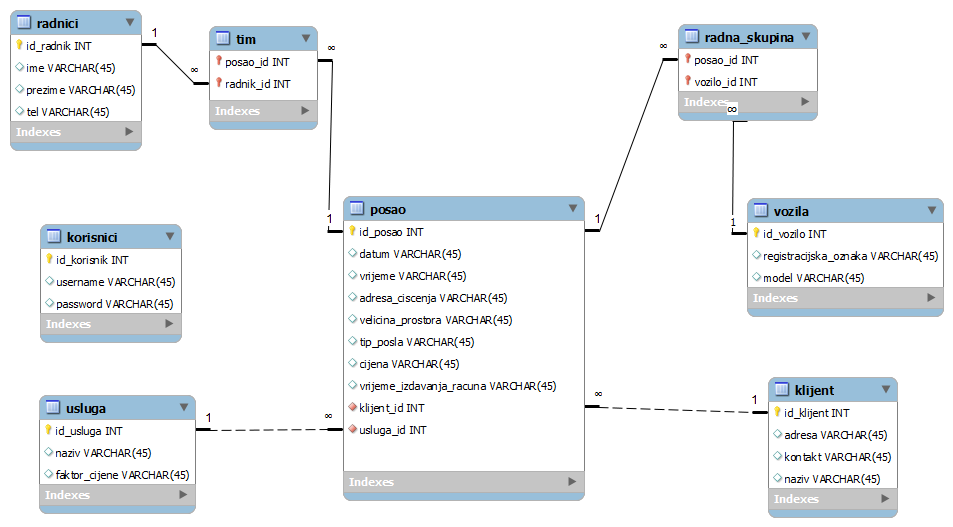 radnici
id_radnik INT
ime VARCHAR(45)
prezime VARCHAR(45)
tel VARCHAR(45)
Indexes
1
∞
tim
posao_id INT
radnik_id INT
Indexes
∞
1
radna_skupina
posao_id INT
vozilo_id INT
Indexes
∞
1
∞
1
vozila
id_vozilo INT
registracijska_oznaka VARCHAR(45)
model VARCHAR(45)
Indexes
korisnici
id_korisnik INT
username VARCHAR(45)
password VARCHAR(45)
Indexes
posao
id_posao INT
datum VARCHAR(45)
vrijeme VARCHAR(45)
adresa_ciscenja VARCHAR(45)
velicina_prostora VARCHAR(45)
tip_posla VARCHAR(45)
cijena VARCHAR(45)
vrijeme_izdavanja_racuna VARCHAR(45)
klijent_id INT
usluga_id INT
Indexes
usluga
id_usluga INT
naziv VARCHAR(45)
faktor_cijene VARCHAR(45)
Indexes
1
∞
∞
1
klijent
id_klijent INT
adresa VARCHAR(45)
kontakt VARCHAR(45)
naziv VARCHAR(45)
Indexes